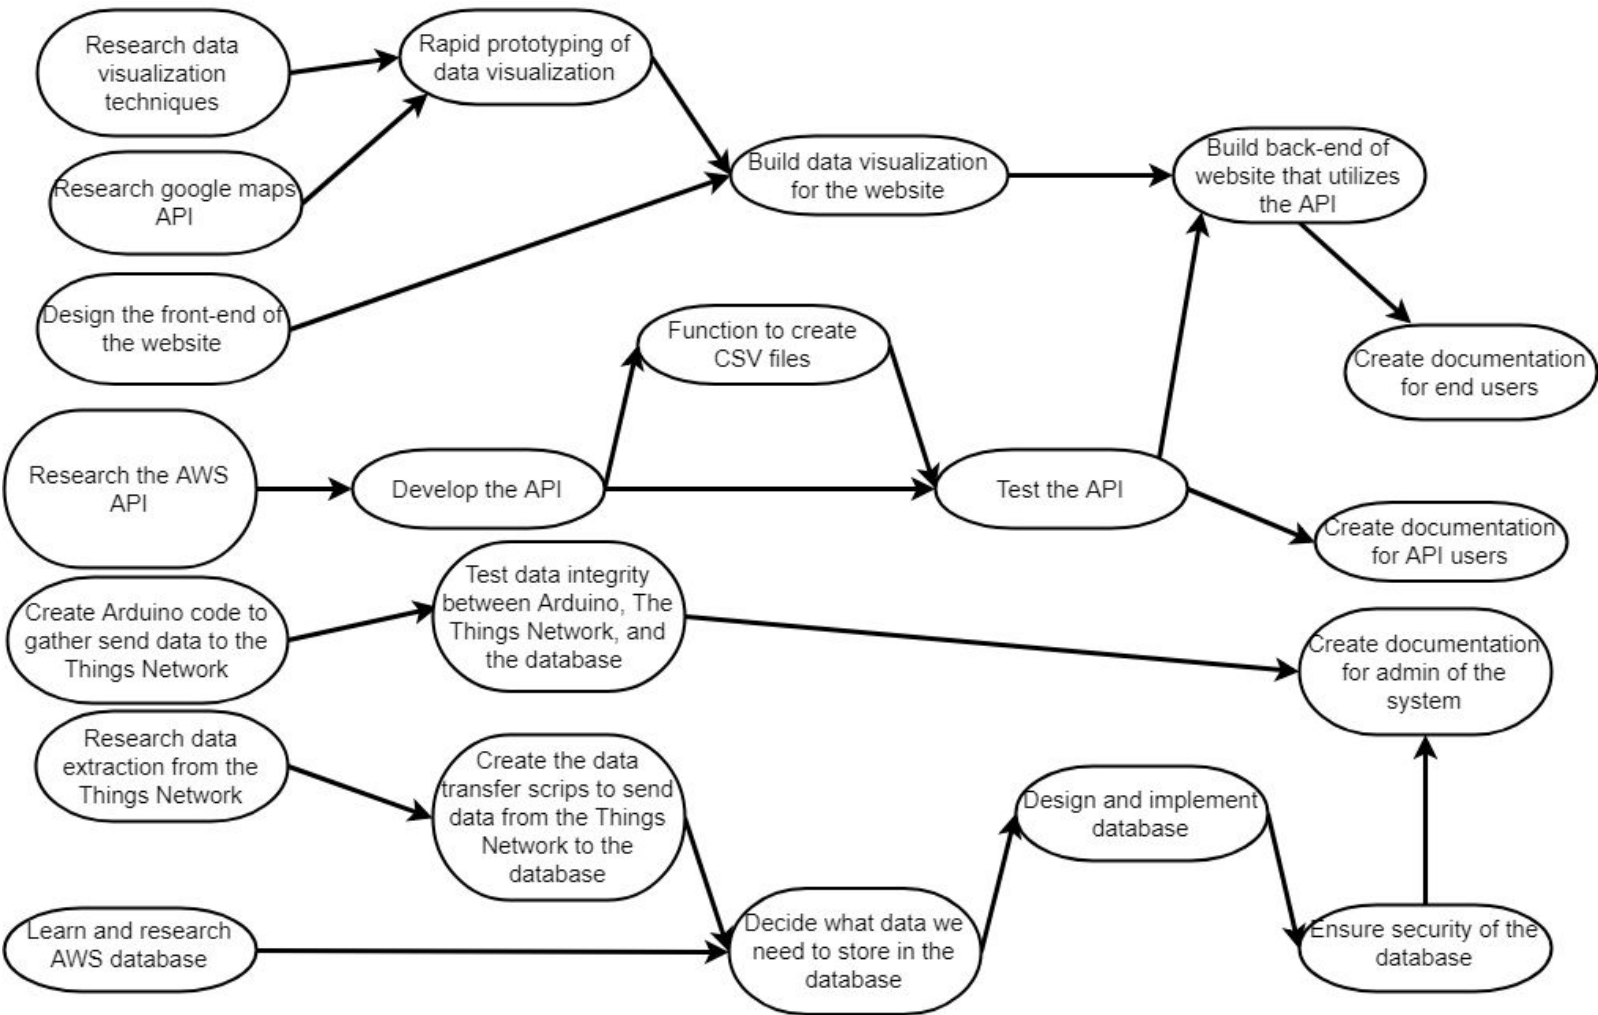 Research data
visualization
techniques
Rapid prototyping of
data visualization
Research google maps
API
Build data visualization
for the website
Build back-end of
website that utilizes
the API
Design the front-end of
the website
Function to create
CSV files
Create documentation
for end users
Research the AWS
API
Develop the API
Test the API
Create documentation
for API users
Create Arduino code to
gather send data to the
Things Network
Test data integrity
between Arduino, The
Things Network, and
the database
Create documentation
for admin of the
system
Research data
extraction from the
Things Network
Create the data
transfer scrips to send
data from the Things
Network to the
database
Design and implement
database
Learn and research
AWS database
Decide what data we
need to store in the
database
Ensure security of the
database